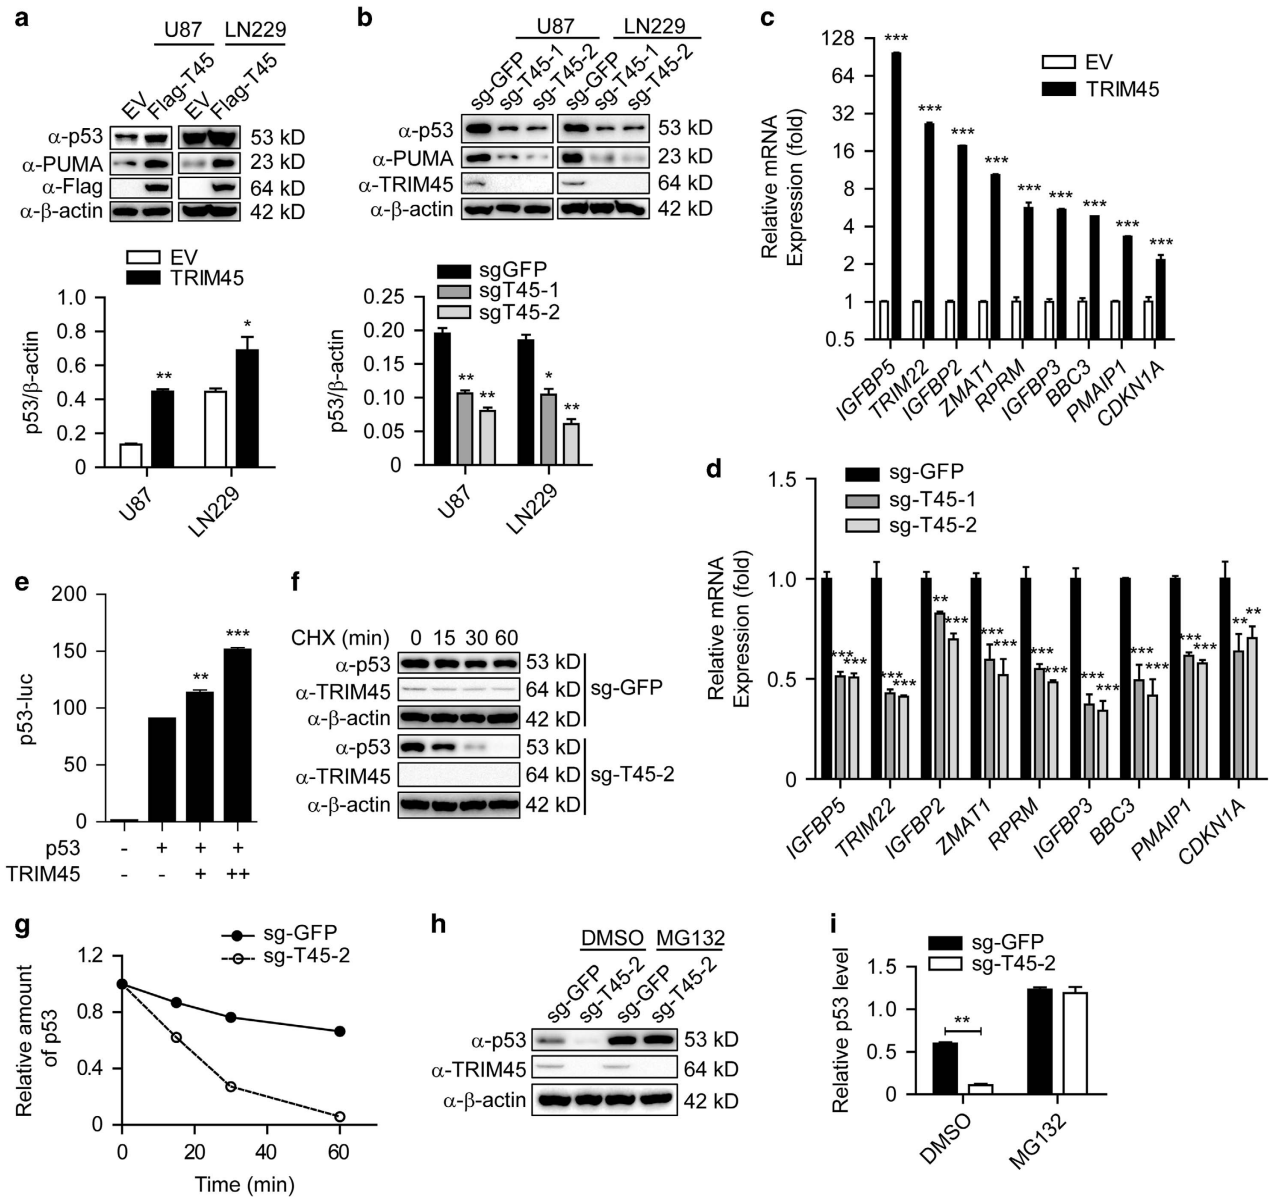 a
U87 LN229
EV Flag-T45 EV Flag-T45
α-p53 53 kD
α-PUMA 23 kD
α-Flag 64 kD
α-β-actin 42 kD
EV
TRIM45
p53/β-actin
1.0
0.8
0.6
0.4
0.2
0
** *
U87 LN229
b
U87 LN229
sg-GFP sg-T45-1 sg-T45-2 sg-GFP sg-T45-1 sg-T45-2
α-p53 53 kD
α-PUMA 23 kD
α-TRIM45 64 kD
α-β-actin 42 kD
sgGFP
sgT45-1
sgT45-2
p53/β-actin
0.25
0.20
0.15
0.10
0.05
0
** ** * **
U87 LN229
c
Relative mRNA
Expression (fold)
128
64
32
16
8
4
2
1
0.5
EV
TRIM45
*** *** *** *** *** *** *** *** ***
IGFBP5 TRIM22 IGFBP2 ZMAT1 RPRM IGFBP3 BBC3 PMAIP1 CDKN1A
d
sg-GFP
sg-T45-1
sg-T45-2
Relative mRNA
Expression (fold)
1.5
1.0
0.5
0
*** *** *** *** ** *** *** *** *** *** *** *** *** *** *** *** ** **
IGFBP5 TRIM22 IGFBP2 ZMAT1 RPRM IGFBP3 BBC3 PMAIP1 CDKN1A
e
p53-luc
200
150
100
50
0
** ***
p53 - + + +
TRIM45 - - + ++
f
CHX (min) 0 15 30 60
α-p53 53 kD
α-TRIM45 64 kD
α-β-actin 42 kD
sg-GFP
α-p53 53 kD
α-TRIM45 64 kD
α-β-actin 42 kD
sg-T45-2
g
sg-GFP
sg-T45-2
Relative amount
of p53
1.2
0.8
0.4
0
0 20 40 60
Time (min)
h
DMSO MG132
sg-GFP sg-T45-2 sg-GFP sg-T45-2
α-p53 53 kD
α-TRIM45 64 kD
α-β-actin 42 kD
i
sg-GFP
sg-T45-2
Relative p53 level
1.5
1.0
0.5
0
**
DMSO MG132